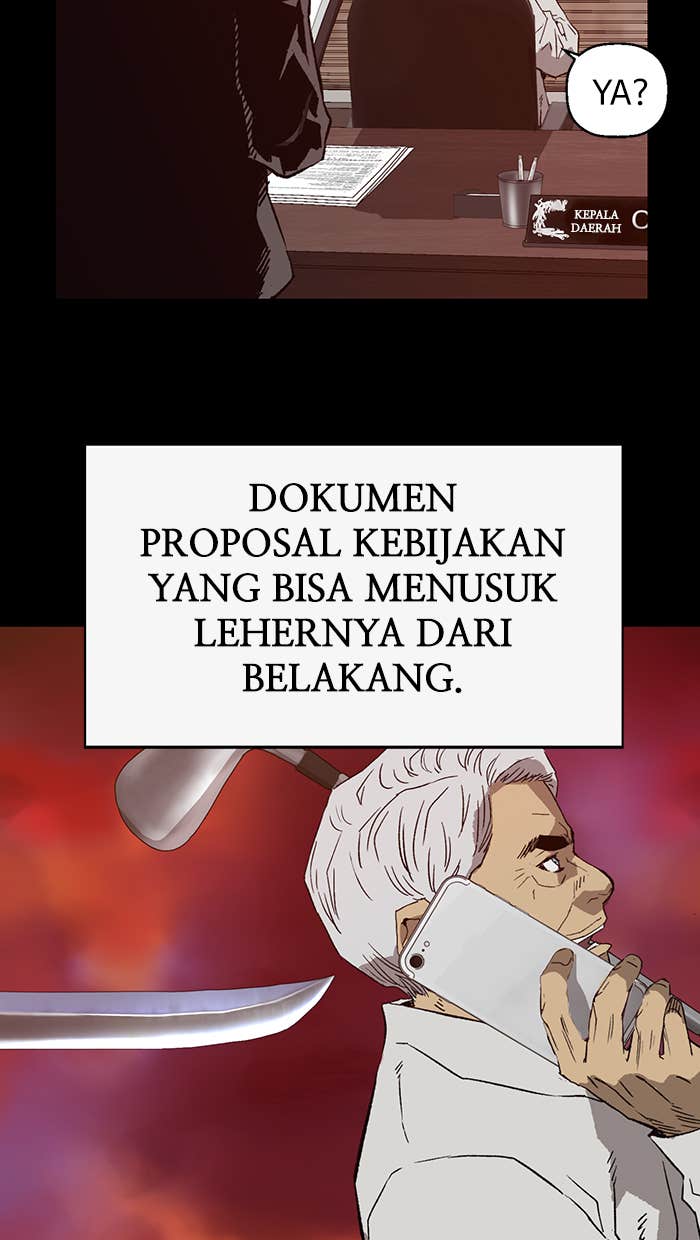 YA?
KEPALA
DAERAH
DOKUMEN
PROPOSAL KEBIJAKAN
YANG BISA MENUSUK
LEHERNYA DARI
BELAKANG.